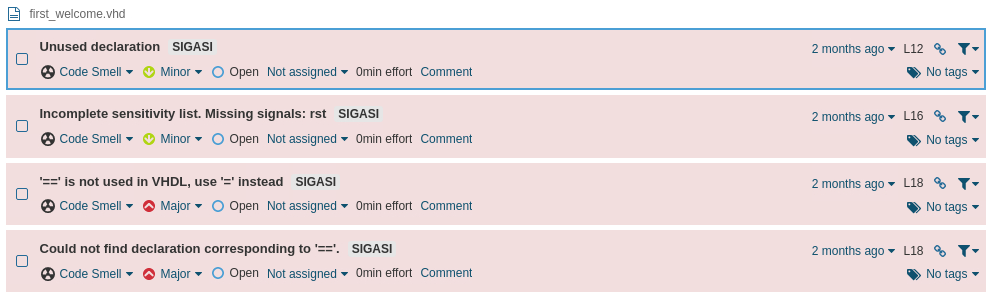 first_welcome.vhd
Unused declaration SIGASI 2 months ago L12
Code Smell Minor Open Not assigned 0min effort Comment No tags
Incomplete sensitivity list. Missing signals: rst SIGASI 2 months ago L16
Code Smell Minor Open Not assigned 0min effort Comment No tags
'==' is not used in VHDL, use '=' instead SIGASI 2 months ago L18
Code Smell Major Open Not assigned 0min effort Comment No tags
Could not find declaration corresponding to '=='. SIGASI 2 months ago L18
Code Smell Major Open Not assigned 0min effort Comment No tags